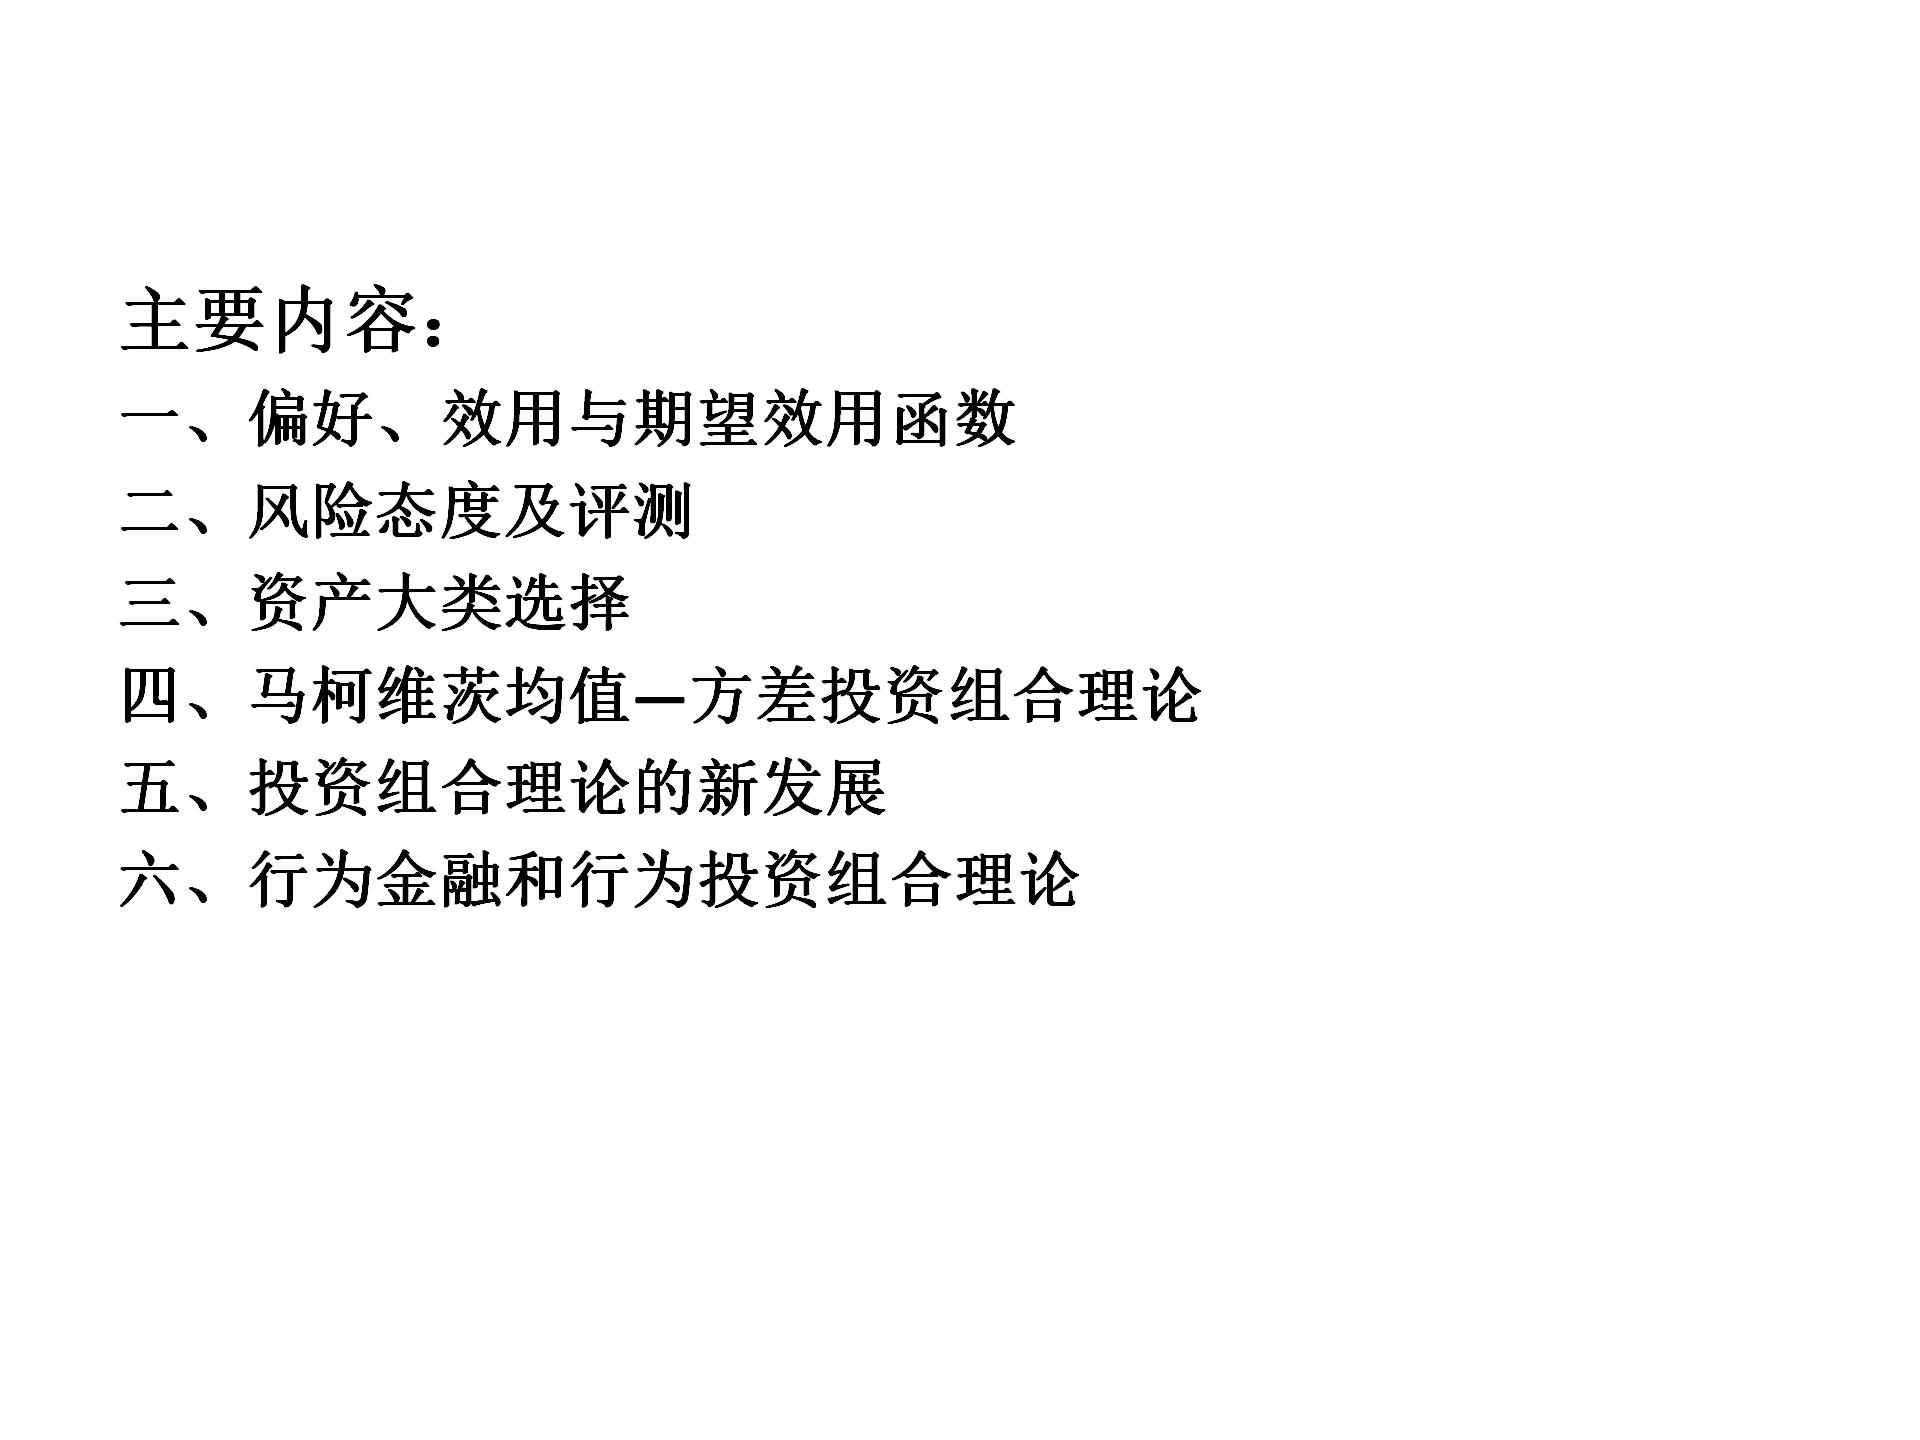 主要内容：
一、偏好、效用与期望效用函数
二、风险态度及评测
三、资产大类选择
四、马柯维茨均值—方差投资组合理论
五、投资组合理论的新发展
六、行为金融和行为投资组合理论